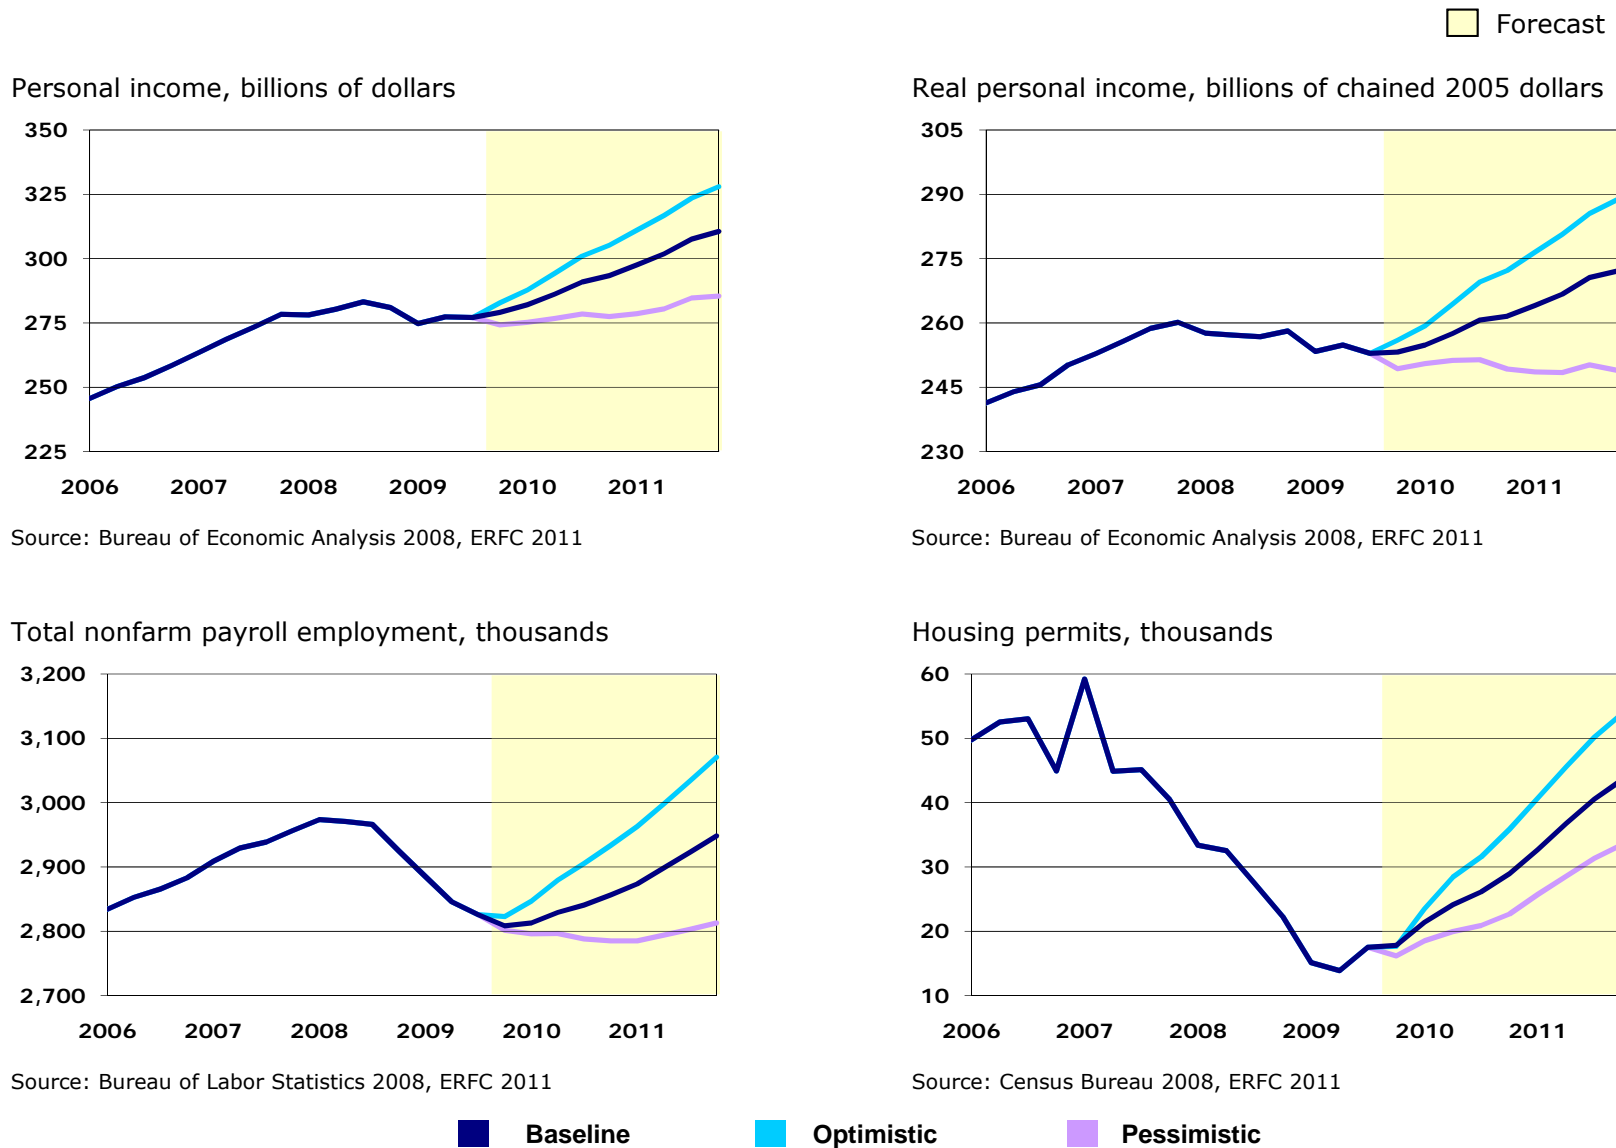 Forecast
Personal income, billions of dollars
350
325
300
275
250
225
2006 2007 2008 2009 2010 2011
Source: Bureau of Economic Analysis 2008, ERFC 2011
Real personal income, billions of chained 2005 dollars
305
290
275
260
245
230
2006 2007 2008 2009 2010 2011
Source: Bureau of Economic Analysis 2008, ERFC 2011
Total nonfarm payroll employment, thousands
3,200
3,100
3,000
2,900
2,800
2,700
2006 2007 2008 2009 2010 2011
Source: Bureau of Labor Statistics 2008, ERFC 2011
Housing permits, thousands
60
50
40
30
20
10
2006 2007 2008 2009 2010 2011
Source: Census Bureau 2008, ERFC 2011
Baseline Optimistic Pessimistic